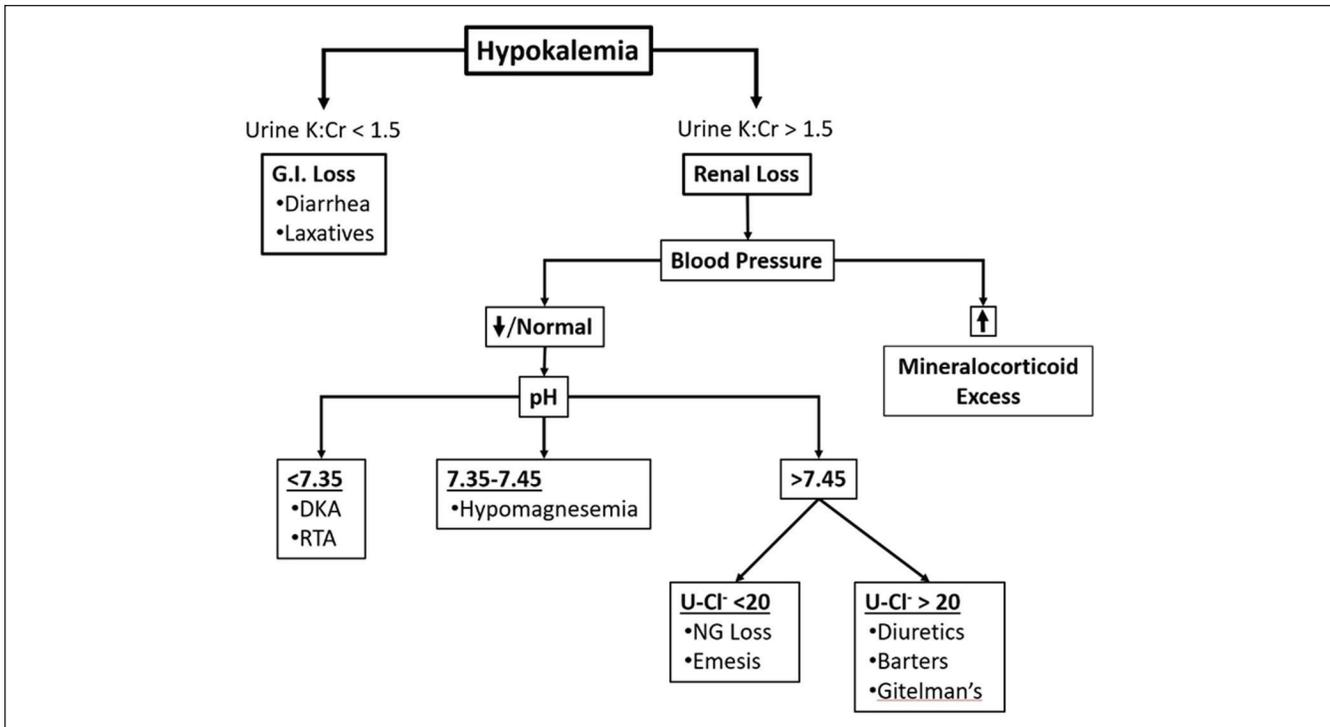 Hypokalemia
Urine K:Cr < 1.5
G.I. Loss
•Diarrhea
•Laxatives
Urine K:Cr > 1.5
Renal Loss
Blood Pressure
↓/Normal
↑
Mineralocorticoid
Excess
pH
<7.35
•DKA
•RTA
7.35-7.45
•Hypomagnesemia
>7.45
U-Cl⁻ <20
•NG Loss
•Emesis
U-Cl⁻ > 20
•Diuretics
•Barters
•Gitelman's